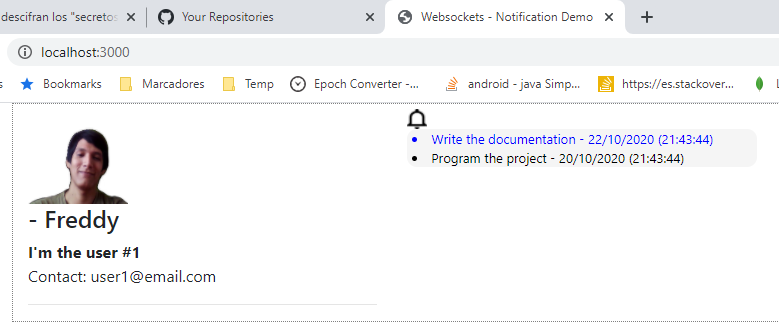 descifran los "secretos
Your Repositories
Websockets - Notification Demo
localhost:3000
Bookmarks
Marcadores
Temp
Epoch Converter -...
android - java Simp...
https://es.stackover...
Write the documentation - 22/10/2020 (21:43:44)
Program the project - 20/10/2020 (21:43:44)
- Freddy
I'm the user #1
Contact: user1@email.com